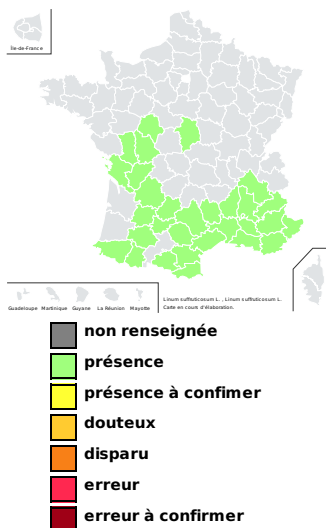 Île-de-France
Guadeloupe Martinique Guyane La Réunion Mayotte
Linum suffruticosum L. , Linum suffruticosum L.
Carte en cours d'élaboration.
non renseignée
présence
présence à confimer
douteux
disparu
erreur
erreur à confirmer